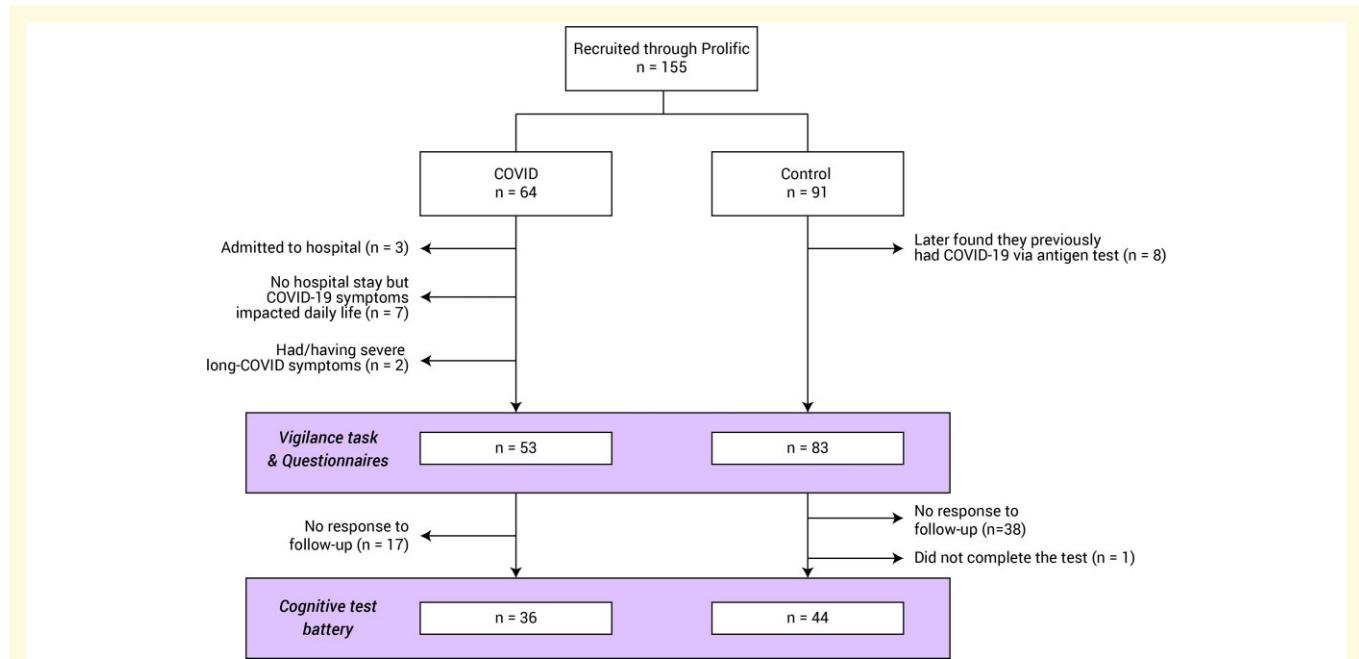 Recruited through Prolific
n = 155
COVID
n = 64
Control
n = 91
Admitted to hospital (n = 3)
Later found they previously
had COVID-19 via antigen test (n = 8)
No hospital stay but
COVID-19 symptoms
impacted daily life (n = 7)
Had/having severe
long-COVID symptoms (n = 2)
Vigilance task
& Questionnaires
n = 53
n = 83
No response to
follow-up (n = 17)
No response to
follow-up (n=38)
Did not complete the test (n = 1)
Cognitive test
battery
n = 36
n = 44